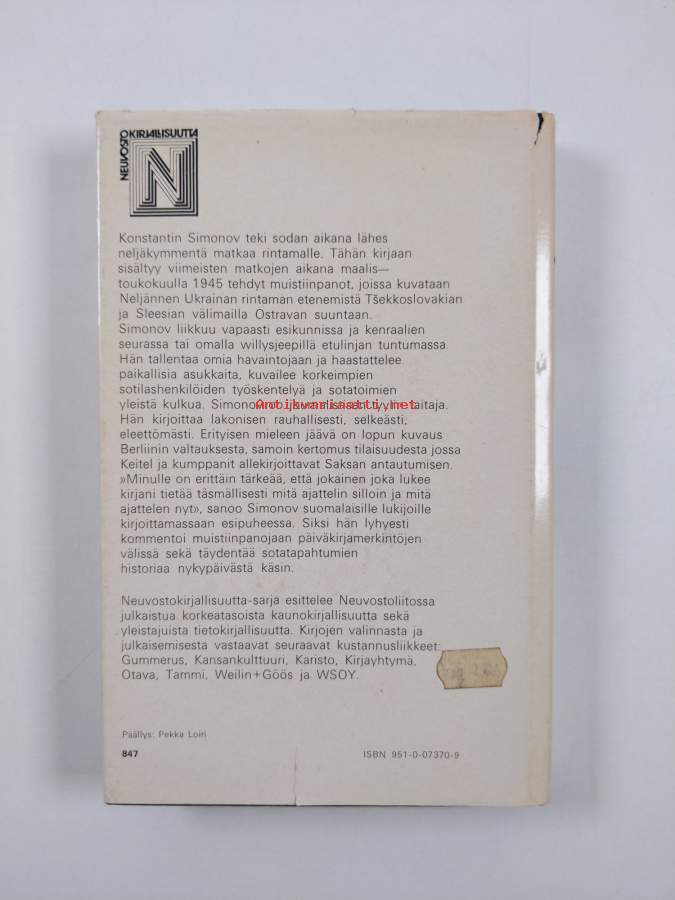 NEUVOSTOKIRJALLISUUTTA
N
Konstantin Simonov teki sodan aikana lähes
neljäkymmentä matkaa rintamalle. Tähän kirjaan
sisältyy viimeisten matkojen aikana maalis—
toukokuulla 1945 tehdyt muistiinpanot, joissa kuvataan
Neljännen Ukrainan rintaman etenemistä Tšekkoslovakian
ja Sleesian välimailla Ostravan suuntaan.
Simonov liikkuu vapaasti esikunnissa ja kenraalien
seurassa tai omalla willysjeepillä etulinjan tuntumassa.
Hän tallentaa omia havaintojaan ja haastattelee
paikallisia asukkaita, kuvailee korkeimpien
sotilashenkilöiden työskentelyä ja sotatoimien
yleistä kulkua. Simonov on journalistisen tyylin taitaja.
Antikvariaatti.net
Hän kirjoittaa lakonisen rauhallisesti, selkeästi,
eleettömästi. Erityisen mieleen jäävä on lopun kuvaus
Berliinin valtauksesta, samoin kertomus tilaisuudesta jossa
Keitel ja kumppanit allekirjoittavat Saksan antautumisen.
»Minulle on erittäin tärkeää, että jokainen joka lukee
kirjani tietää täsmällisesti mitä ajattelin silloin ja mitä
ajattelen nyt», sanoo Simonov suomalaisille lukijoille
kirjoittamassaan esipuheessa. Siksi hän lyhyesti
kommentoi muistiinpanojaan päiväkirjamerkintöjen
välissä sekä täydentää sotatapahtumien
historiaa nykypäivästä käsin.
Neuvostokirjallisuutta-sarja esittelee Neuvostoliitossa
julkaistua korkeatasoista kaunokirjallisuutta sekä
yleistajuista tietokirjallisuutta. Kirjojen valinnasta ja
julkaisemisesta vastaavat seuraavat kustannusliikkeet:
Gummerus, Kansankulttuuri, Karisto, Kirjayhtymä,
Otava, Tammi, Weilin+Göös ja WSOY.
Päällys: Pekka Loiri
847
ISBN 951-0-07370-9